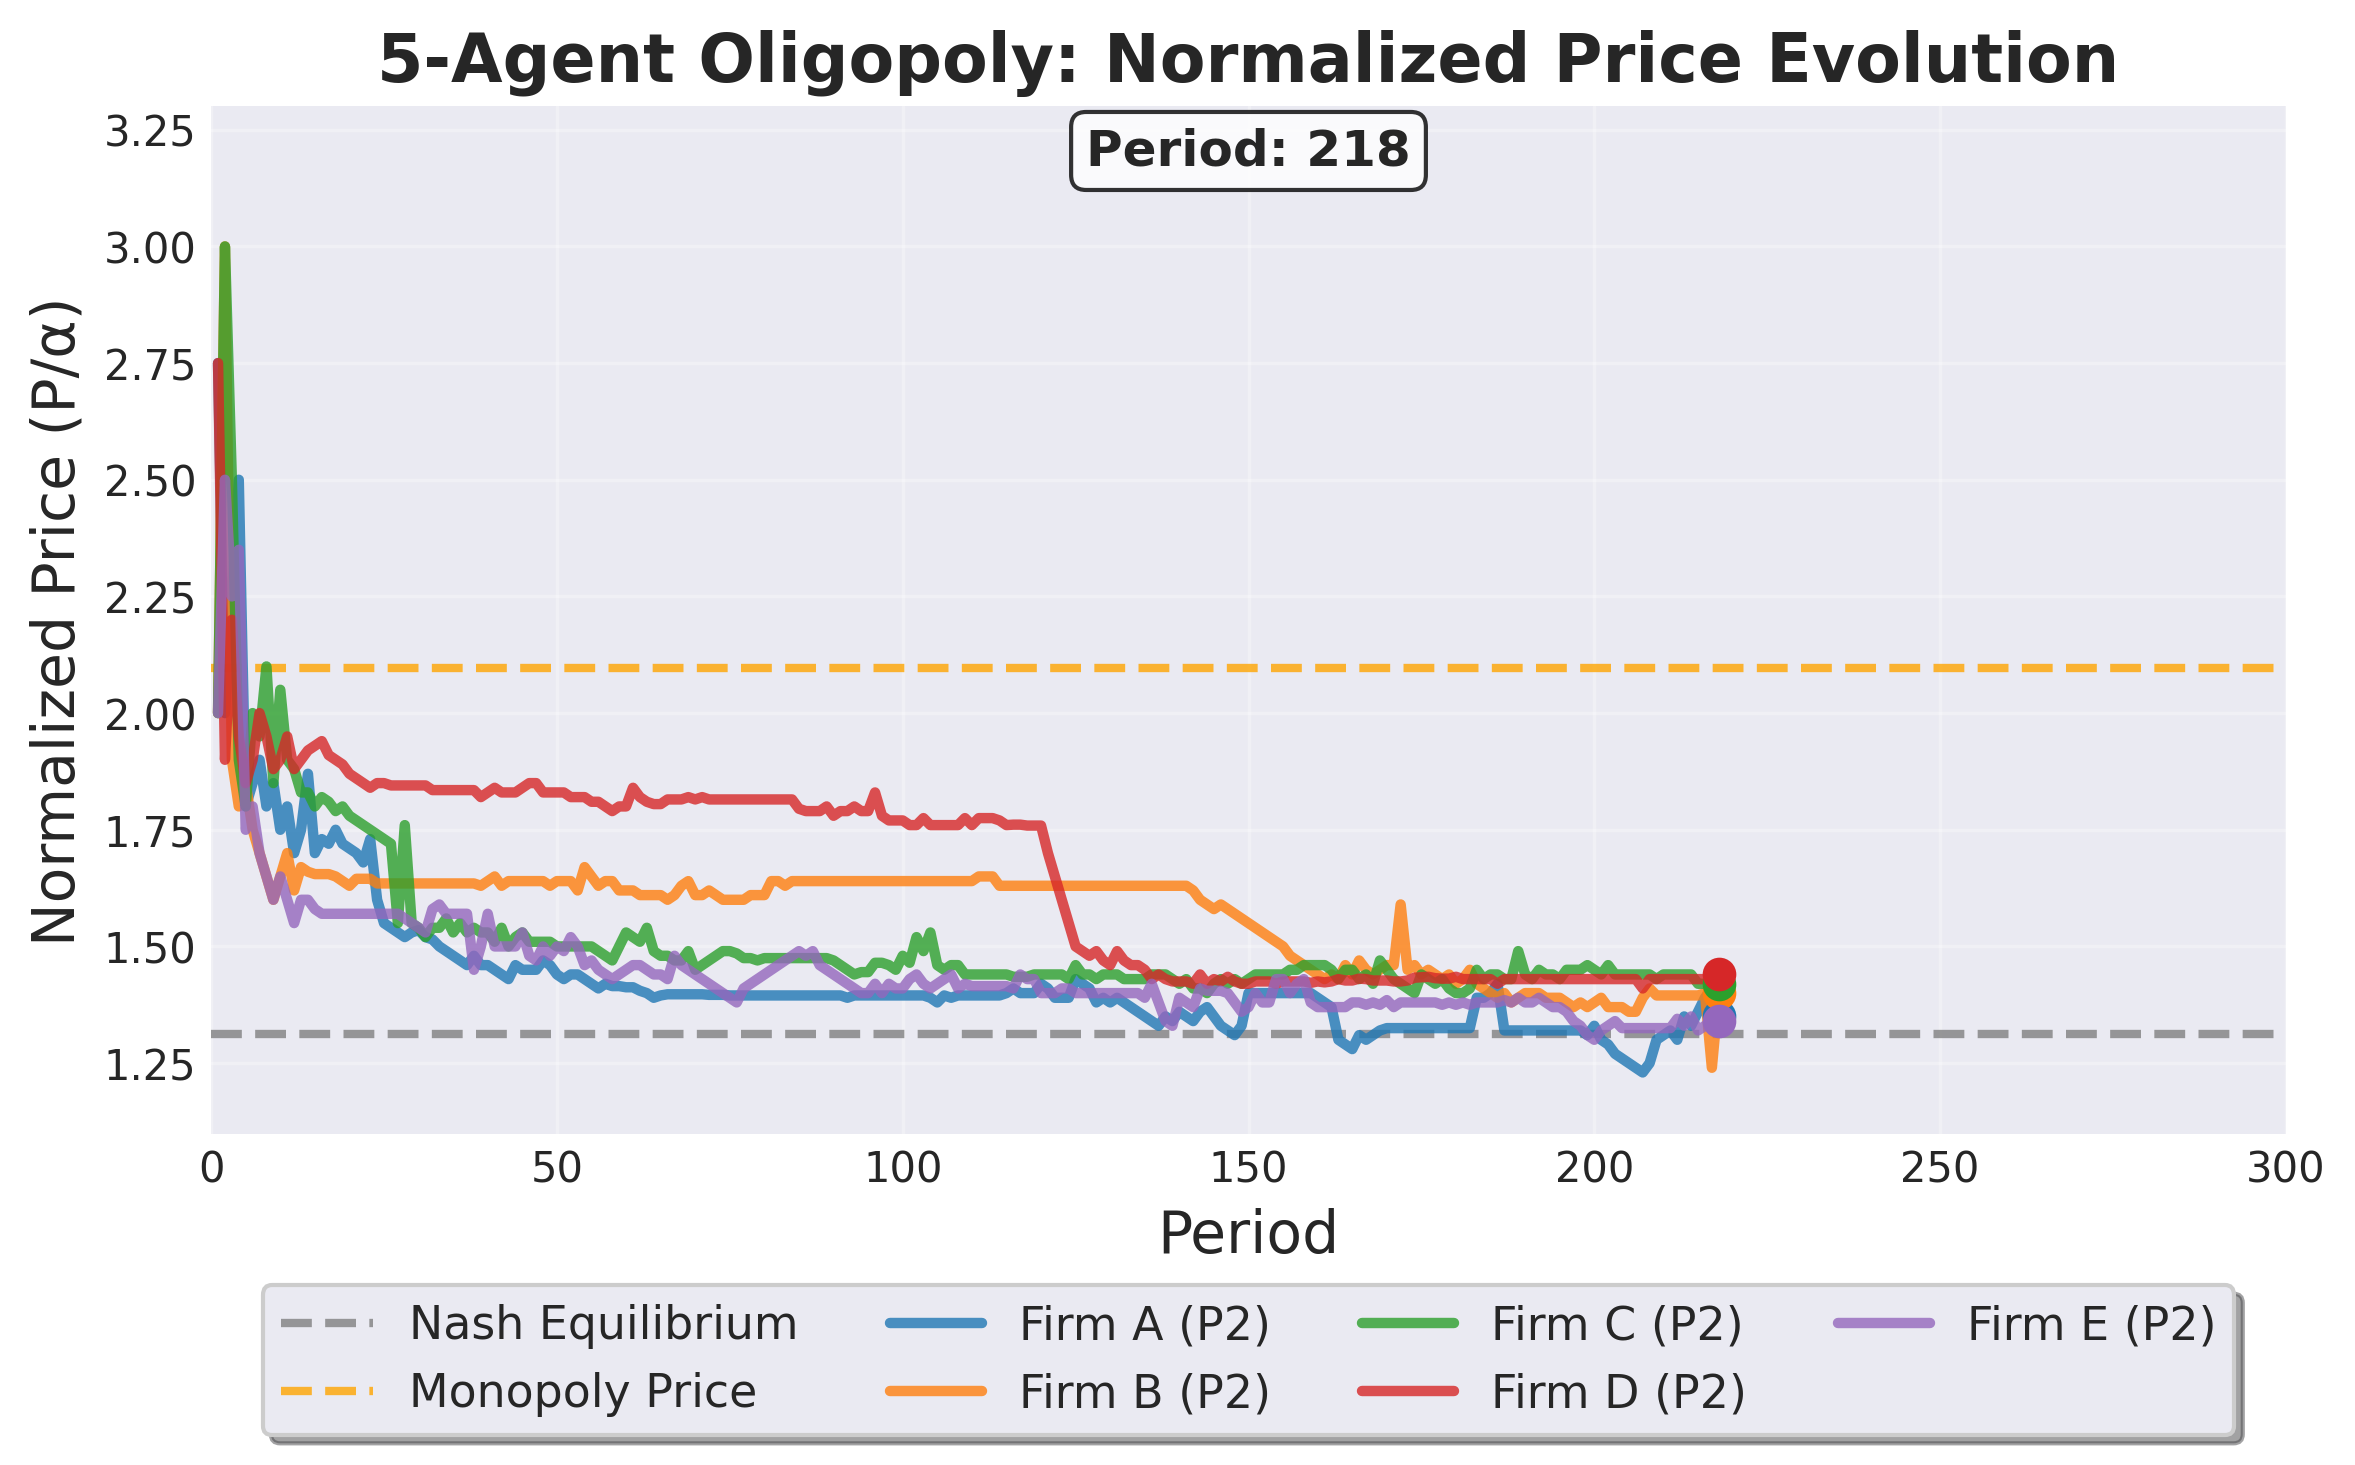 5-Agent Oligopoly: Normalized Price Evolution
Period: 218
Normalized Price (P/α)
3.25
3.00
2.75
2.50
2.25
2.00
1.75
1.50
1.25
0 50 100 150 200 250 300
Period
Nash Equilibrium
Monopoly Price
Firm A (P2)
Firm B (P2)
Firm C (P2)
Firm D (P2)
Firm E (P2)